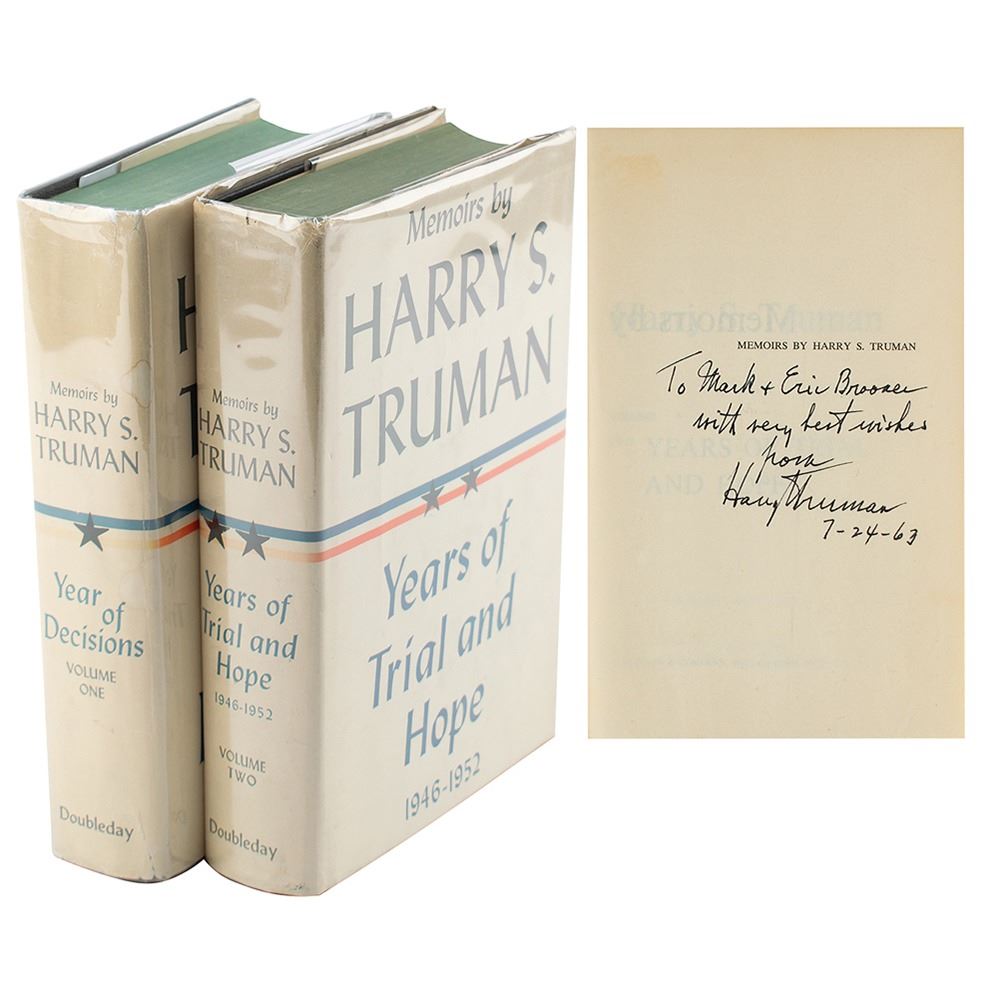 Memoirs by
HARRY S.
TRUMAN
Year
of
Decisions
VOLUME
ONE
Doubleday
Memoirs by
HARRY S.
TRUMAN
Years of
Trial and
Hope
1946-1952
VOLUME
TWO
Doubleday
Memoirs by
HARRY S.
TRUMAN
Years of
Trial and
Hope
1946-1952
MEMOIRS BY HARRY S. TRUMAN
To Mark + Eric
with very best wishes
from
Harry S Truman
7-24-63